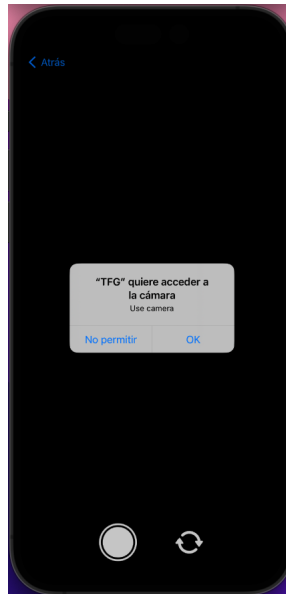 Atrás
“TFG” quiere acceder a
la cámara
Use camera
No permitir OK